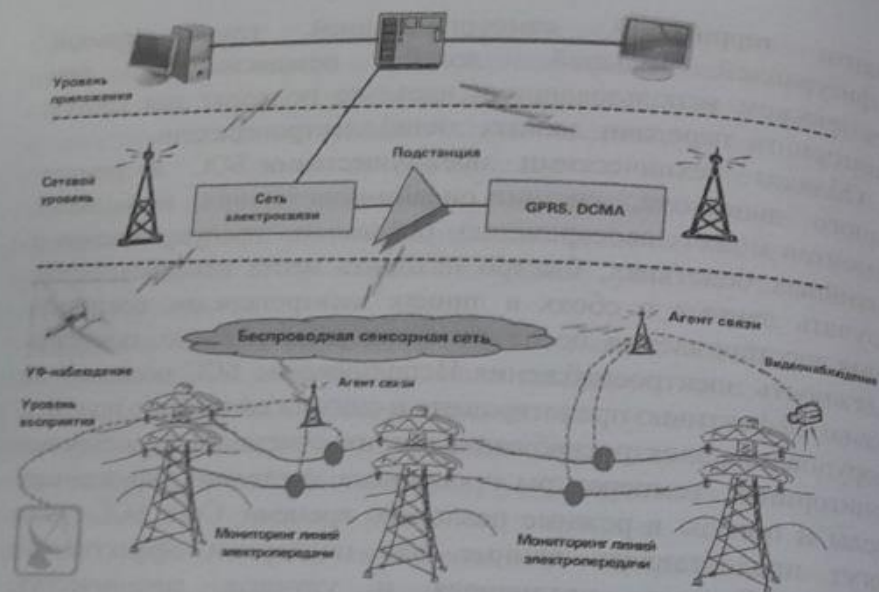 Уровень
приложения
Подстанция
Сетевой
уровень
Сеть
электросвязи
GPRS, DCMA
Беспроводная сенсорная сеть
Агент связи
УФ-наблюдение
Агент связи
Видеонаблюдение
Уровень
восприятия
Мониторинг линий
электропередачи
Мониторинг линий
электропередачи